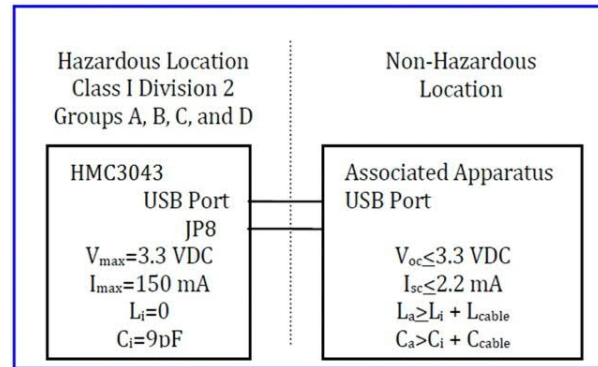 Hazardous Location
Class I Division 2
Groups A, B, C, and D
Non-Hazardous
Location
HMC3043
USB Port
JP8
Vmax=3.3 VDC
Imax=150 mA
Li=0
Ci=9pF
Associated Apparatus
USB Port
Voc≤3.3 VDC
Isc≤2.2 mA
La≥Li + Lcable
Ca>Ci + Ccable